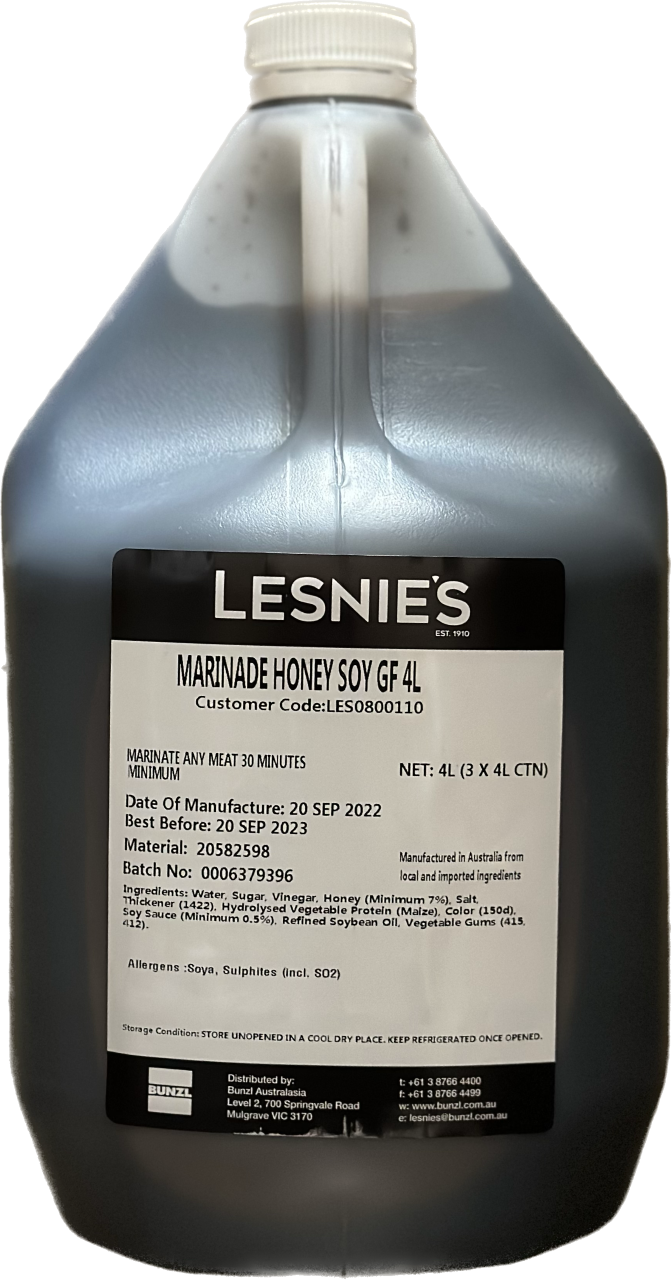 LESNIE'S
EST. 1910
MARINADE HONEY SOY GF 4L
Customer Code:LES0800110
MARINATE ANY MEAT 30 MINUTES
MINIMUM
NET: 4L (3 X 4L CTN)
Date Of Manufacture: 20 SEP 2022
Best Before: 20 SEP 2023
Material: 20582598
Batch No: 0006379396
Manufactured in Australia from
local and imported ingredients
Ingredients: Water, Sugar, Vinegar, Honey (Minimum 7%), Salt,
Thickener (1422), Hydrolysed Vegetable Protein (Maize), Color (150d),
Soy Sauce (Minimum 0.5%), Refined Soybean Oil, Vegetable Gums (415,
412).
Allergens :Soya, Sulphites (incl. SO2)
Storage Condition: STORE UNOPENED IN A COOL DRY PLACE. KEEP REFRIGERATED ONCE OPENED.
BUNZL
Distributed by:
Bunzl Australasia
Level 2, 700 Springvale Road
Mulgrave VIC 3170
t: +61 3 8766 4400
f: +61 3 8766 4499
w: www.bunzl.com.au
e: lesnies@bunzl.com.au